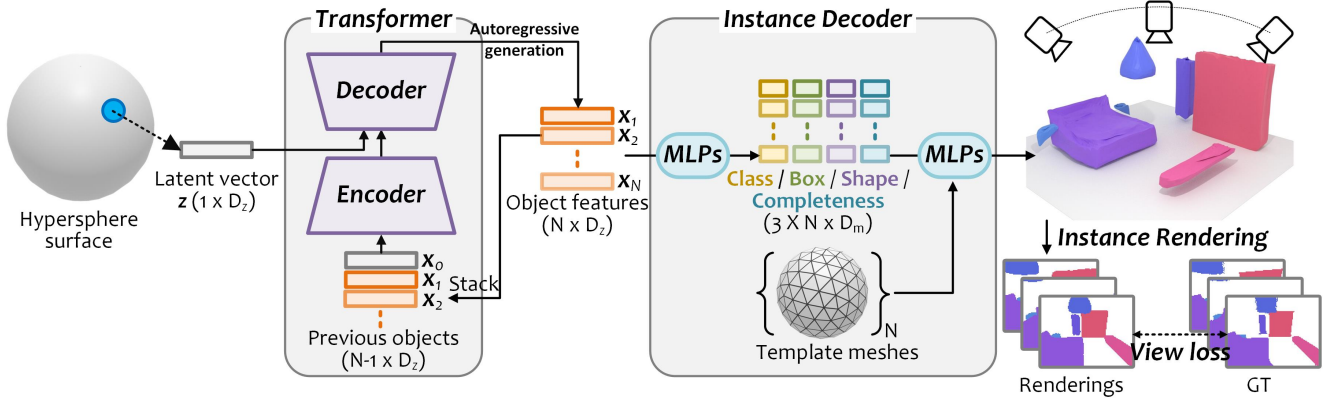 Transformer
Instance Decoder
Autoregressive
generation
Decoder
Encoder
Latent vector
z (1 x Dz)
Hypersphere
surface
x0
x1
x2
Stack
Previous objects
(N-1 x Dz)
x1
x2
xN
Object features
(N x Dz)
MLPs
Class / Box / Shape /
Completeness
(3 X N x Dm)
MLPs
N
Template meshes
Instance Rendering
View loss
Renderings
GT